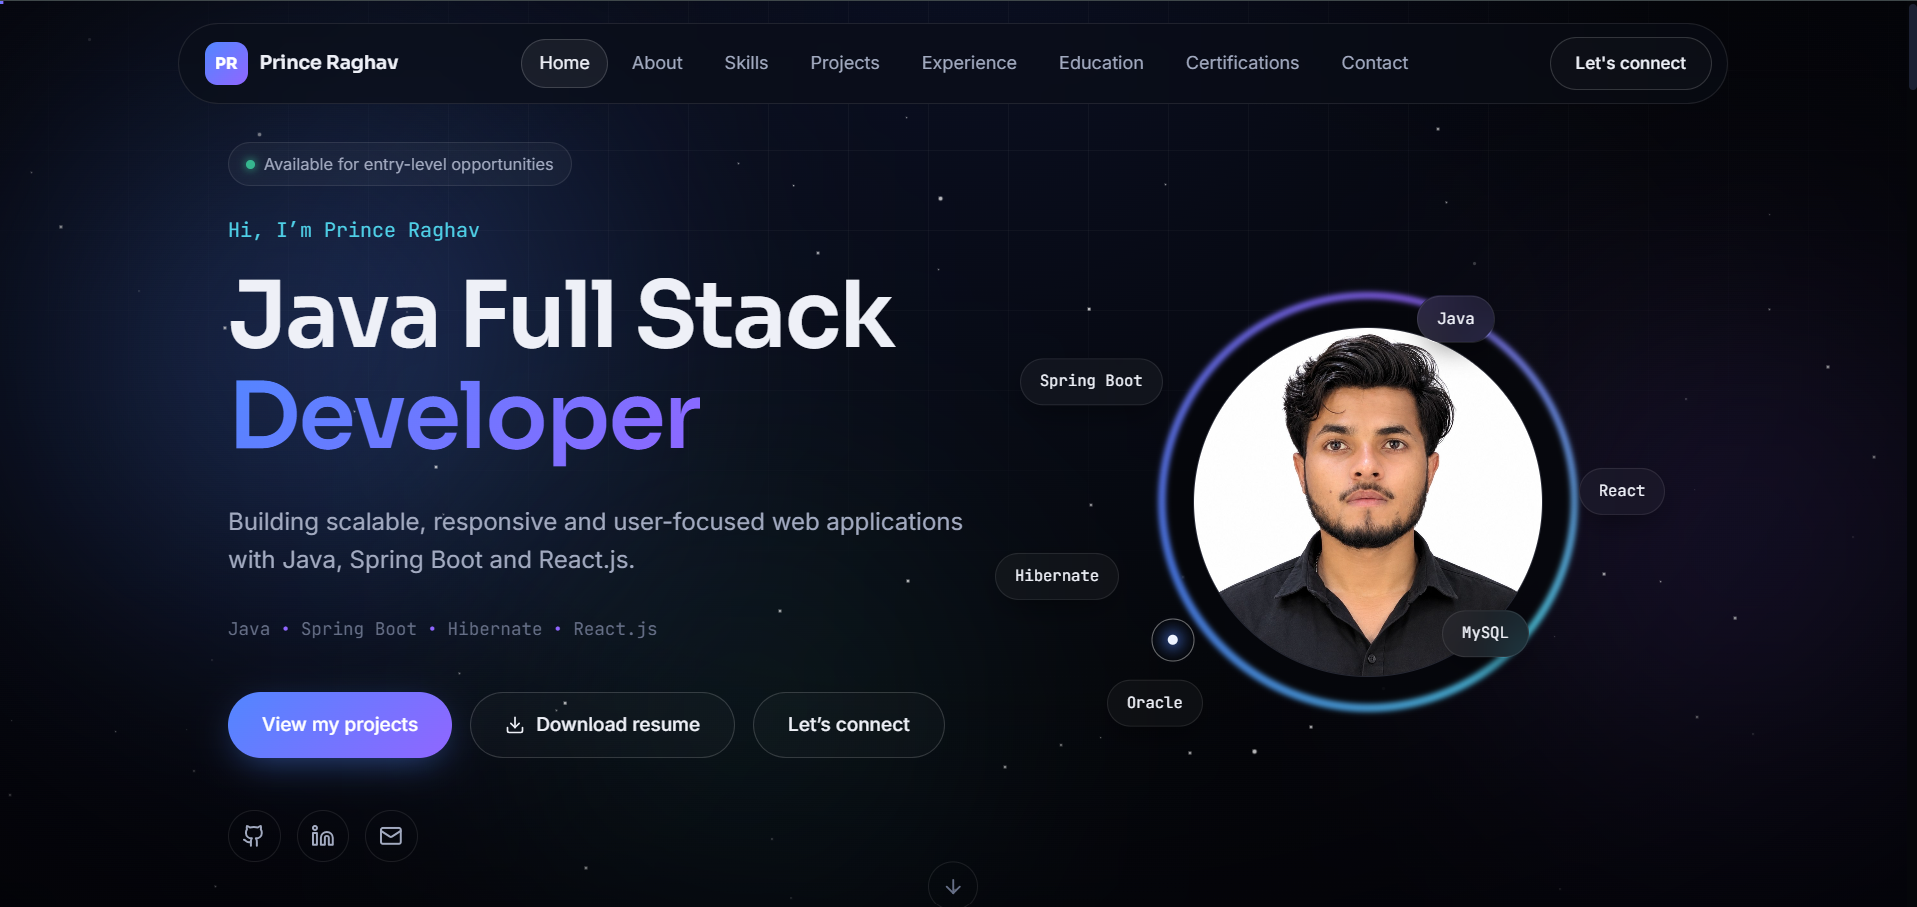 PR Prince Raghav Home About Skills Projects Experience Education Certifications Contact Let's connect
Available for entry-level opportunities
Hi, I’m Prince Raghav
Java Full Stack
Developer
Building scalable, responsive and user-focused web applications
with Java, Spring Boot and React.js.
Java • Spring Boot • Hibernate • React.js
View my projects Download resume Let’s connect
Java
Spring Boot
React
Hibernate
MySQL
Oracle